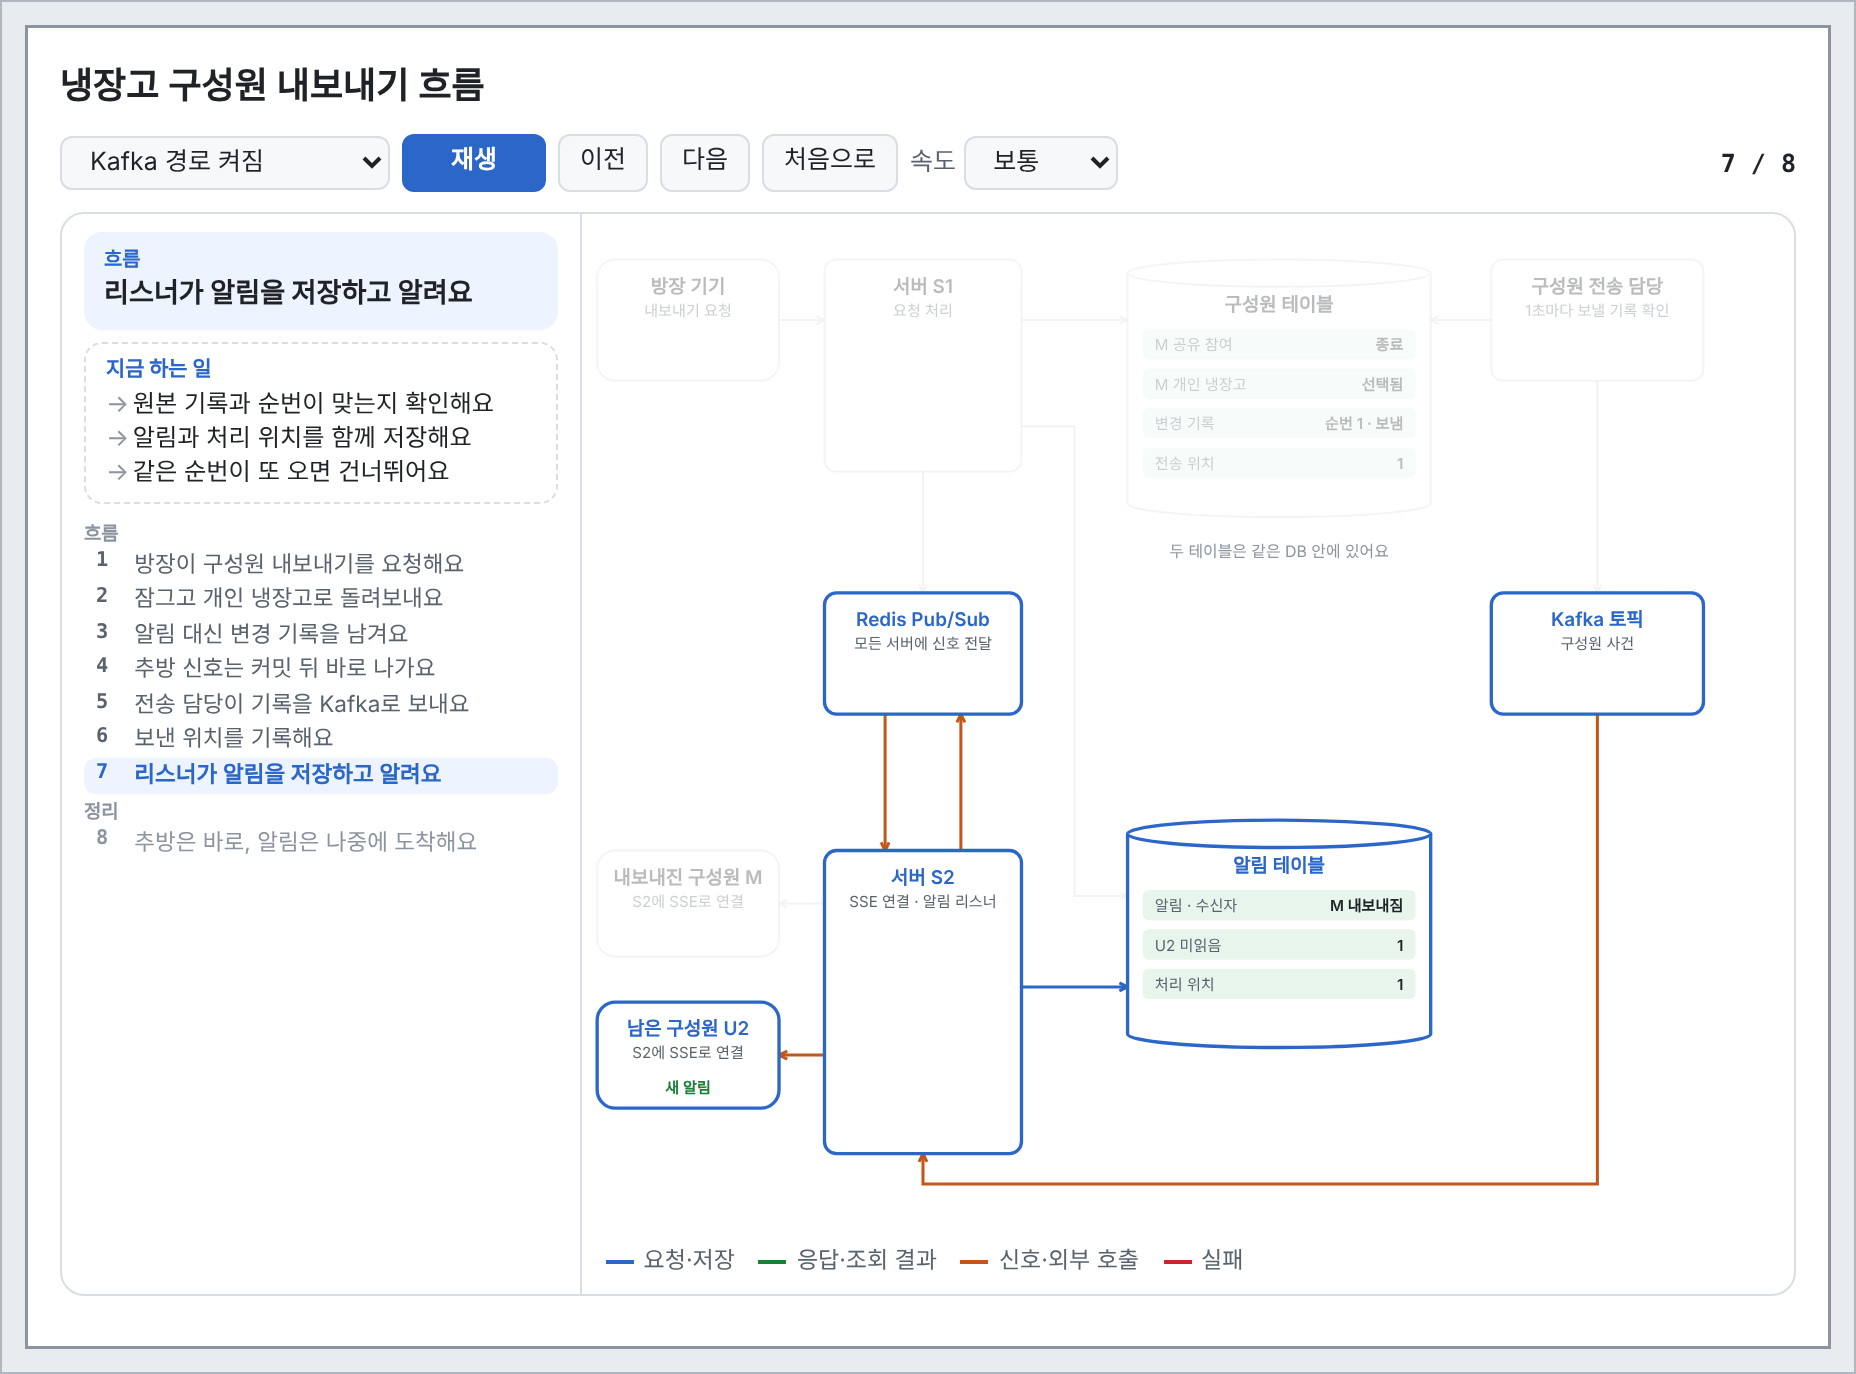 냉장고 구성원 내보내기 흐름
Kafka 경로 켜짐
재생
이전
다음
처음으로
속도
보통
7 / 8
흐름
리스너가 알림을 저장하고 알려요
지금 하는 일
→ 원본 기록과 순번이 맞는지 확인해요
→ 알림과 처리 위치를 함께 저장해요
→ 같은 순번이 또 오면 건너뛰어요
흐름
1 방장이 구성원 내보내기를 요청해요
2 잠그고 개인 냉장고로 돌려보내요
3 알림 대신 변경 기록을 남겨요
4 추방 신호는 커밋 뒤 바로 나가요
5 전송 담당이 기록을 Kafka로 보내요
6 보낸 위치를 기록해요
7 리스너가 알림을 저장하고 알려요
정리
8 추방은 바로, 알림은 나중에 도착해요
방장 기기
내보내기 요청
서버 S1
요청 처리
구성원 테이블
M 공유 참여 종료
M 개인 냉장고 선택됨
변경 기록 순번 1 · 보냄
전송 위치 1
두 테이블은 같은 DB 안에 있어요
구성원 전송 담당
1초마다 보낼 기록 확인
Redis Pub/Sub
모든 서버에 신호 전달
Kafka 토픽
구성원 사건
내보내진 구성원 M
S2에 SSE로 연결
서버 S2
SSE 연결 · 알림 리스너
알림 테이블
알림 · 수신자 M 내보내짐
U2 미읽음 1
처리 위치 1
남은 구성원 U2
S2에 SSE로 연결
새 알림
요청·저장
응답·조회 결과
신호·외부 호출
실패